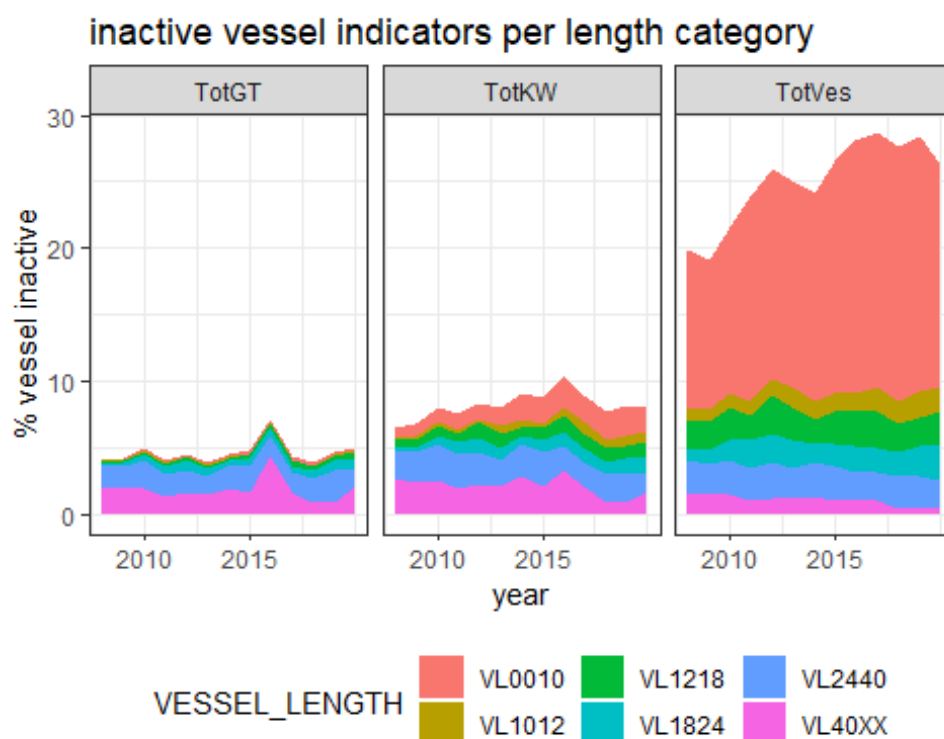 inactive vessel indicators per length category
TotGT TotKW TotVes
30
20
10
0
% vessel inactive
2010 2015 2010 2015 2010 2015
year
VESSEL_LENGTH
VL0010 VL1218 VL2440
VL1012 VL1824 VL40XX